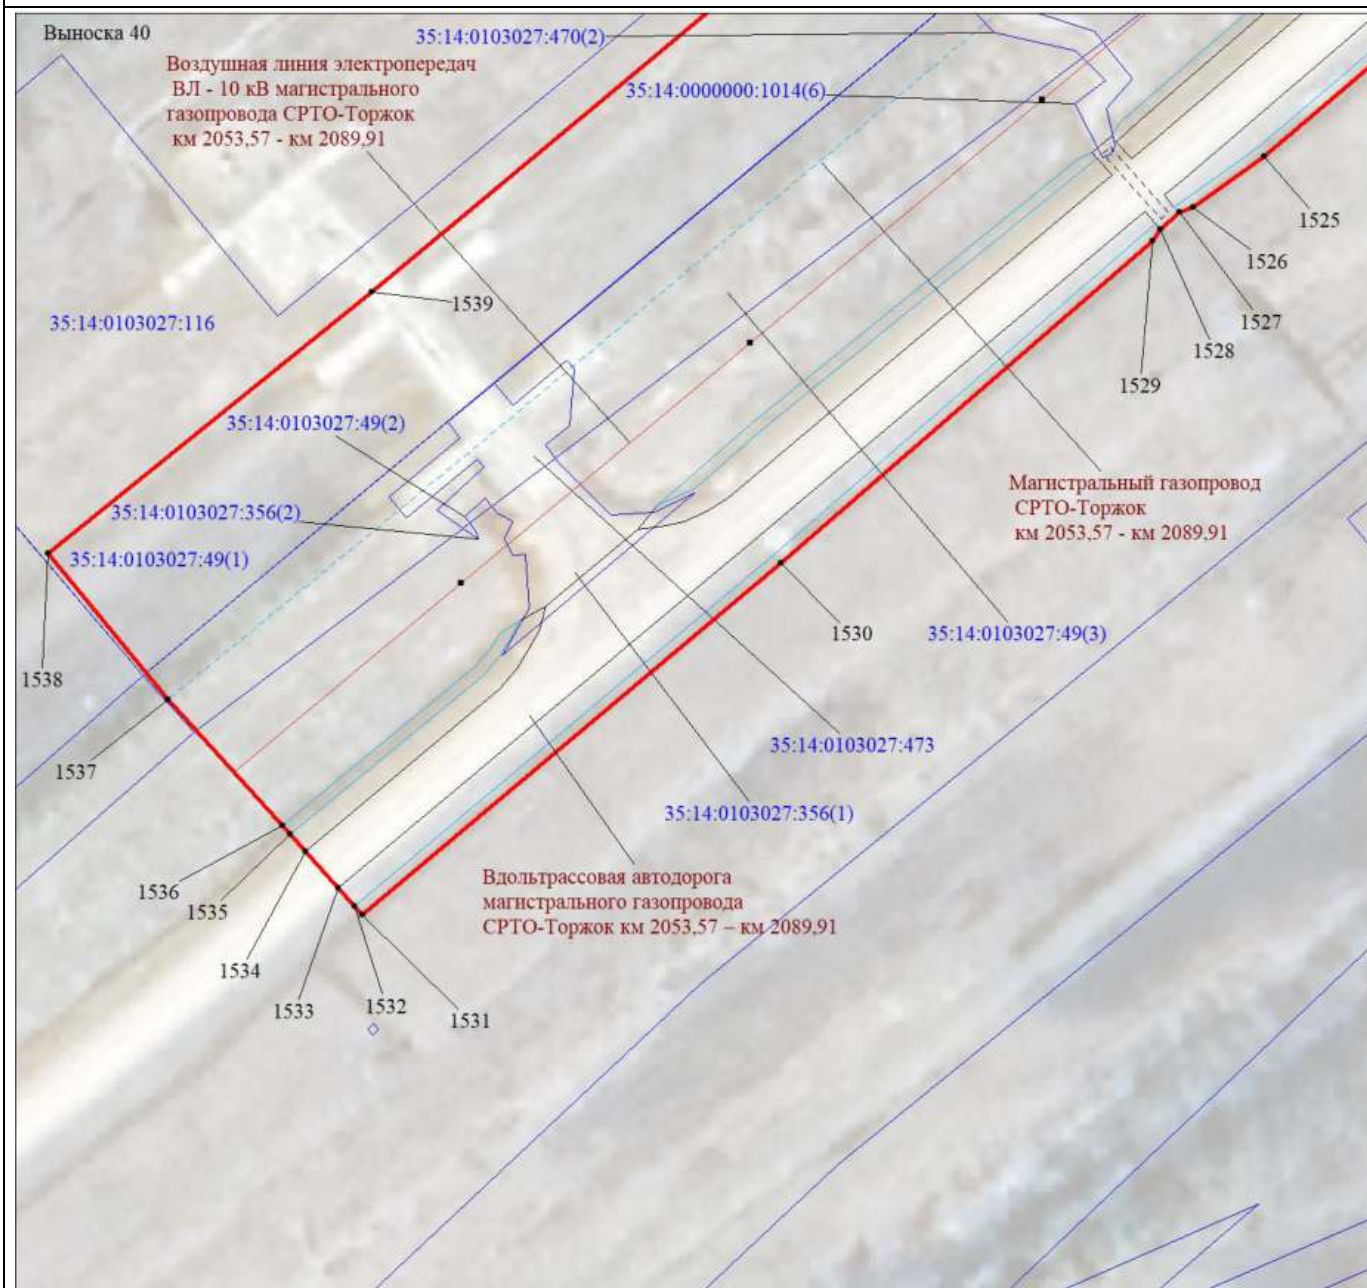 Выноска 40
35:14:0103027:470(2)
Воздушная линия электропередач
ВЛ - 10 кВ магистрального
газопровода СРТО-Торжок
км 2053,57 - км 2089,91
35:14:0000000:1014(6)
1525
1526
1527
1528
1529
1539
35:14:0103027:116
35:14:0103027:49(2)
Магистральный газопровод
СРТО-Торжок
км 2053,57 - км 2089,91
35:14:0103027:356(2)
35:14:0103027:49(1)
1530
35:14:0103027:49(3)
1538
35:14:0103027:473
1537
35:14:0103027:356(1)
Вдольтрассовая автодорога
магистрального газопровода
СРТО-Торжок км 2053,57 – км 2089,91
1536
1535
1534
1533
1532
1531